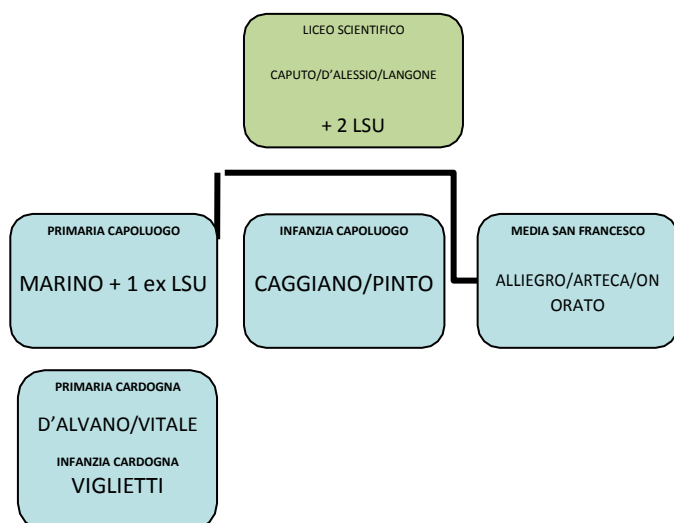 LICEO SCIENTIFICO
CAPUTO/D'ALESSIO/LANGONE
+ 2 LSU
PRIMARIA CAPOLUOGO
MARINO + 1 ex LSU
INFANZIA CAPOLUOGO
CAGGIANO/PINTO
MEDIA SAN FRANCESCO
ALLIEGRO/ARTECA/ON
ORATO
PRIMARIA CARDOGNA
D'ALVANO/VITALE
INFANZIA CARDOGNA
VIGLIETTI